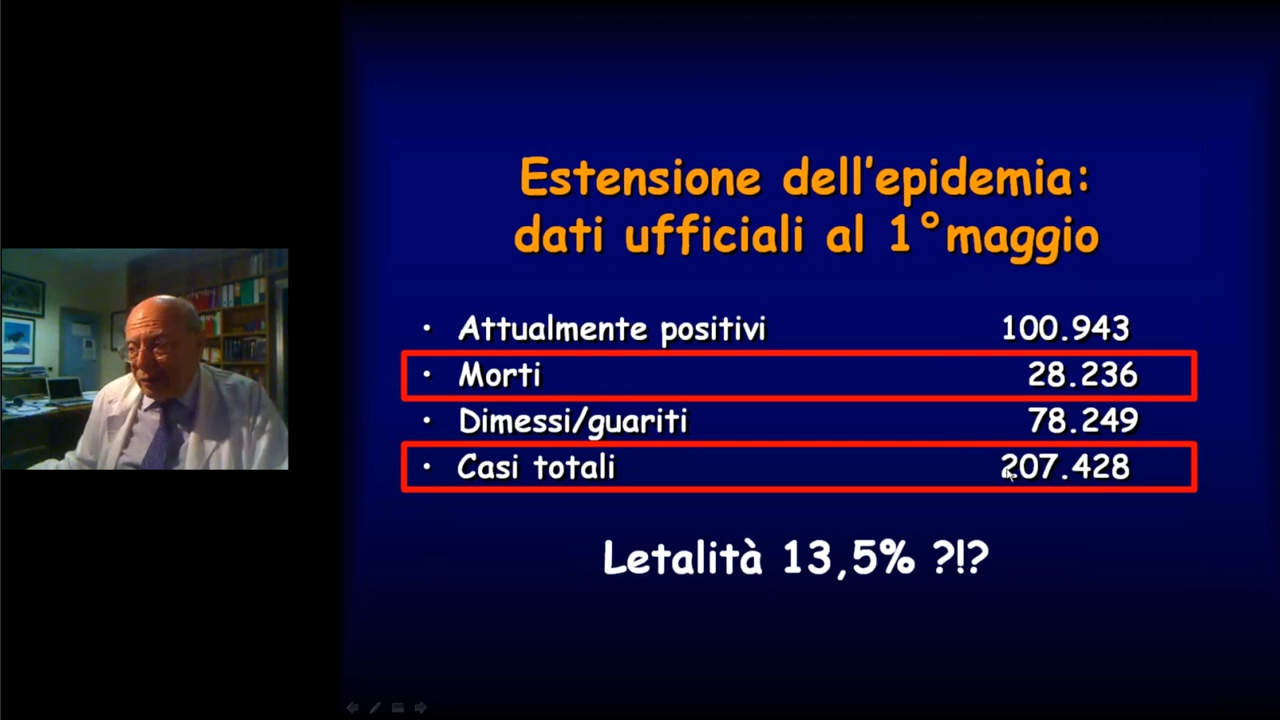 Estensione dell'epidemia:
dati ufficiali al 1°maggio
• Attualmente positivi 100.943
• Morti 28.236
• Dimessi/guariti 78.249
• Casi totali 207.428
Letalità 13,5% ?!?